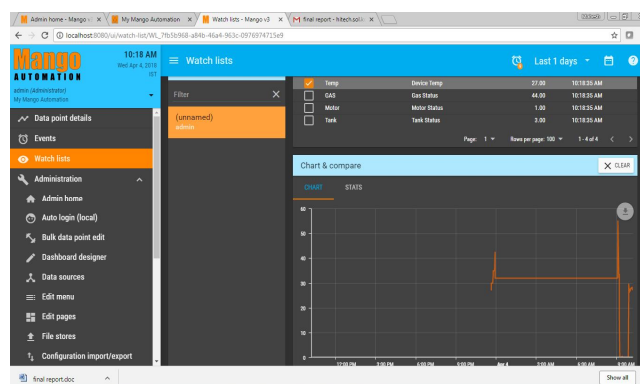 Admin home - Mango v
My Mango Automation
Watch lists - Mango v3
final report - hitech.soli
localhost:8080/ui/watch-list/WL_7fb5b968-a84b-46a4-963c-0976974715e9
Mango
AUTOMATION
10:18 AM
Wed Apr 4, 2018
IST
admin (Administrator)
My Mango Automation
Watch lists
Last 1 days
Data point details
Events
Watch lists
Administration
Admin home
Auto login (local)
Bulk data point edit
Dashboard designer
Data sources
Edit menu
Edit pages
File stores
Configuration import/export
Filter
(unnamed)
admin
Temp Device Temp 27.00 10:18:35 AM
GAS Gas Status 44.00 10:18:35 AM
Motor Motor Status 1.00 10:18:35 AM
Tank Tank Status 3.00 10:18:35 AM
Page: 1 Rows per page: 100 1 - 4 of 4
Chart & compare
CLEAR
CHART STATS
60
50
40
30
20
10
0
12:00 PM 3:00 PM 6:00 PM 9:00 PM Apr 4 3:00 AM 6:00 AM 9:00 AM
final report.doc
Show all